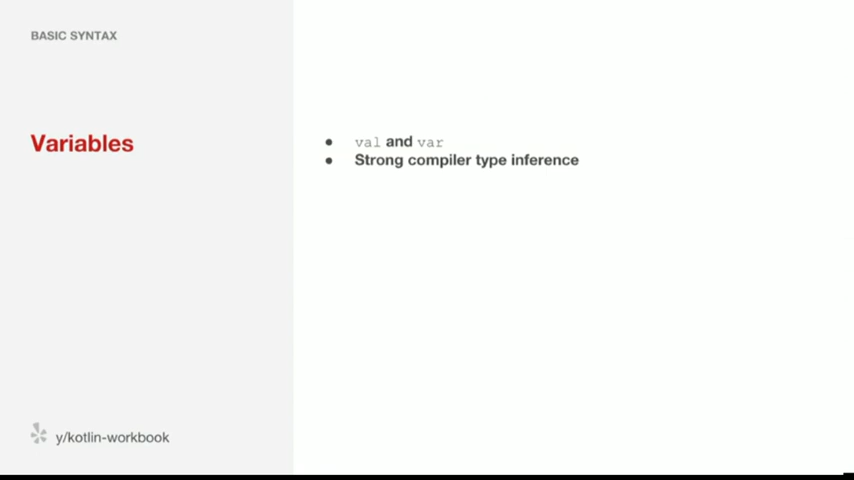 BASIC SYNTAX
Variables
● val and var
● Strong compiler type inference
y/kotlin-workbook